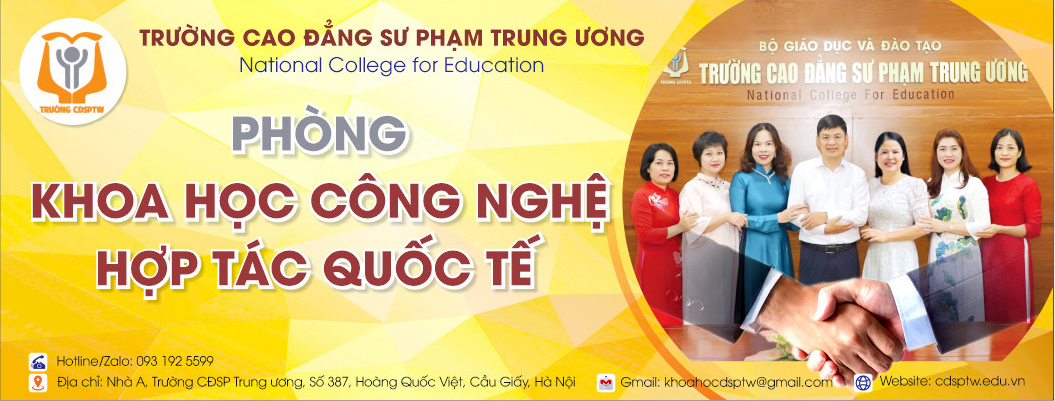 TRƯỜNG CAO ĐẲNG SƯ PHẠM TRUNG ƯƠNG
National College for Education
TRƯỜNG CĐSPTW
PHÒNG
KHOA HỌC CÔNG NGHỆ
HỢP TÁC QUỐC TẾ
BỘ GIÁO DỤC VÀ ĐÀO TẠO
TRƯỜNG CAO ĐẲNG SƯ PHẠM TRUNG ƯƠNG
National College For Education
TRƯỜNG CĐSPTW
Hotline/Zalo: 093 192 5599
Địa chỉ: Nhà A, Trường CĐSP Trung ương, Số 387, Hoàng Quốc Việt, Cầu Giấy, Hà Nội
Gmail: khoahocdsptw@gmail.com
Website: cdsptw.edu.vn